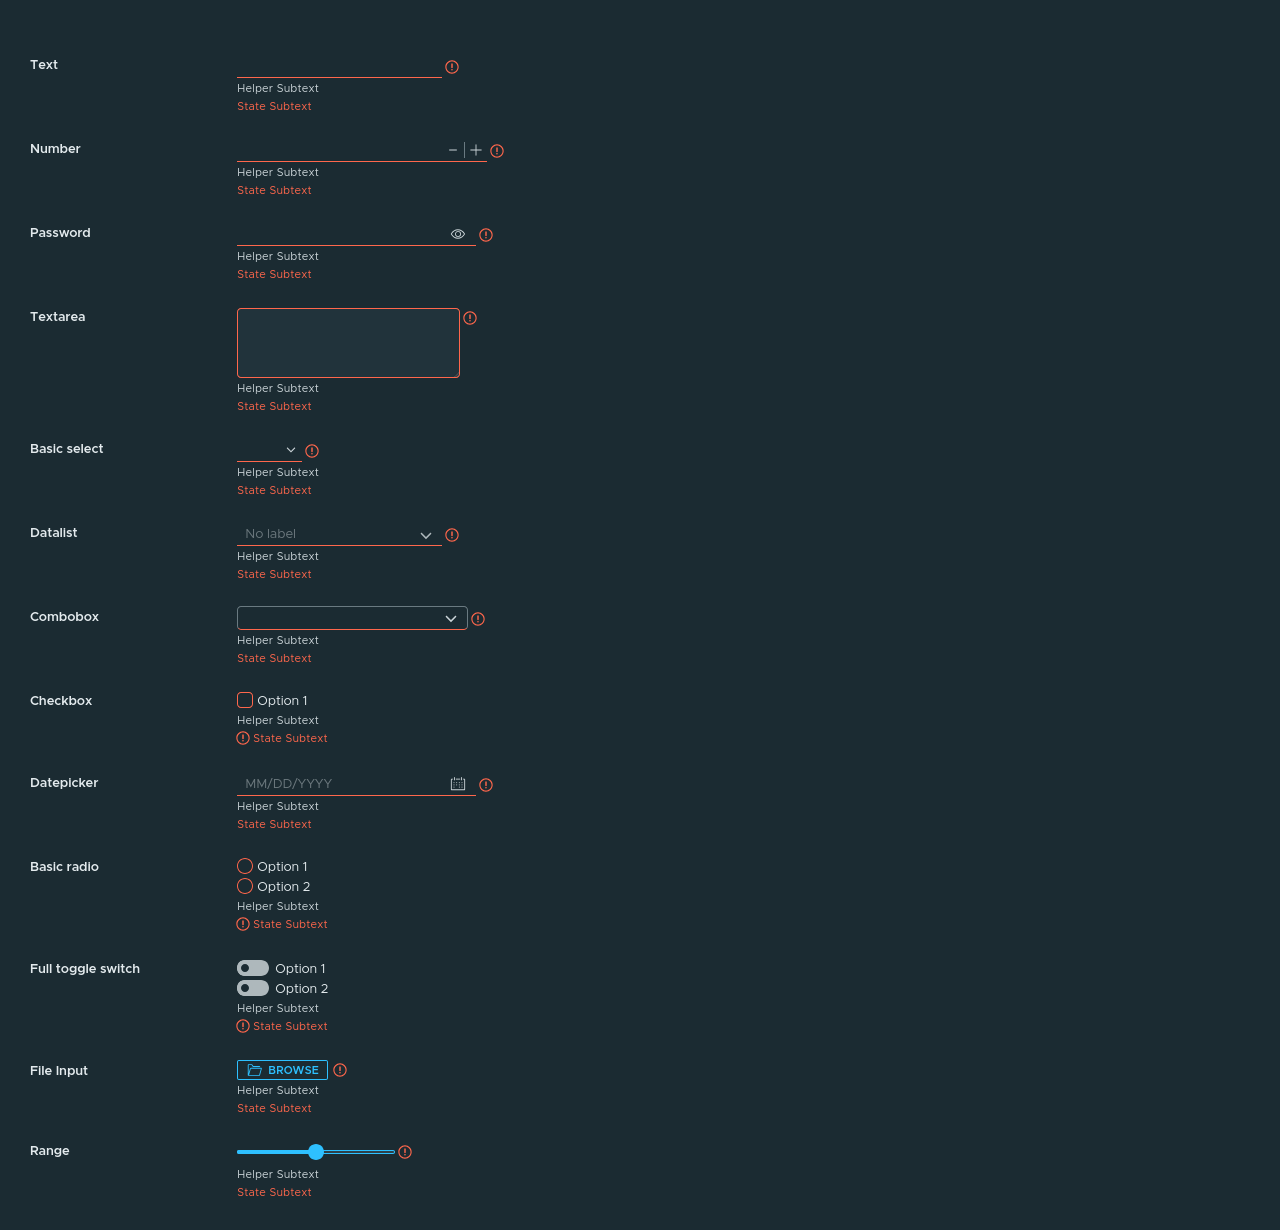 Text
Helper Subtext
State Subtext
Number
Helper Subtext
State Subtext
Password
Helper Subtext
State Subtext
Textarea
Helper Subtext
State Subtext
Basic select
Helper Subtext
State Subtext
Datalist
No label
Helper Subtext
State Subtext
Combobox
Helper Subtext
State Subtext
Checkbox
Option 1
Helper Subtext
State Subtext
Datepicker
MM/DD/YYYY
Helper Subtext
State Subtext
Basic radio
Option 1
Option 2
Helper Subtext
State Subtext
Full toggle switch
Option 1
Option 2
Helper Subtext
State Subtext
File Input
BROWSE
Helper Subtext
State Subtext
Range
Helper Subtext
State Subtext